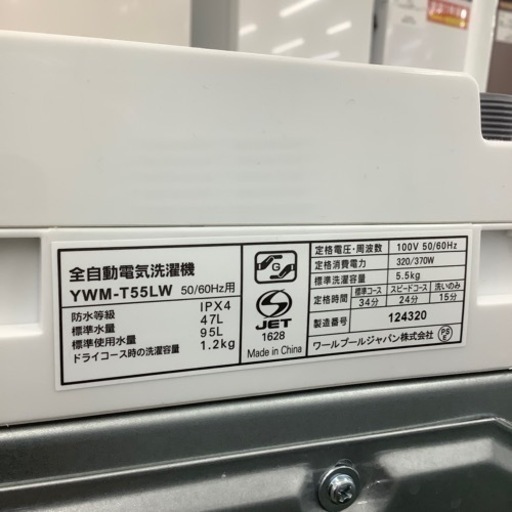 全自動電気洗濯機
YWM-T55LW 50/60Hz用
防水等級 IPX4
標準水量 47L
標準使用水量 95L
ドライコース時の洗濯容量 1.2kg
G
S
JET
1628
Made in China
定格電圧・周波数 100V 50/60Hz
定格消費電力 320/370W
標準洗濯容量 5.5kg
定格時間 標準コース スピードコース 洗いのみ
34分 24分 15分
製造番号 124320
ワールプールジャパン株式会社
PSE